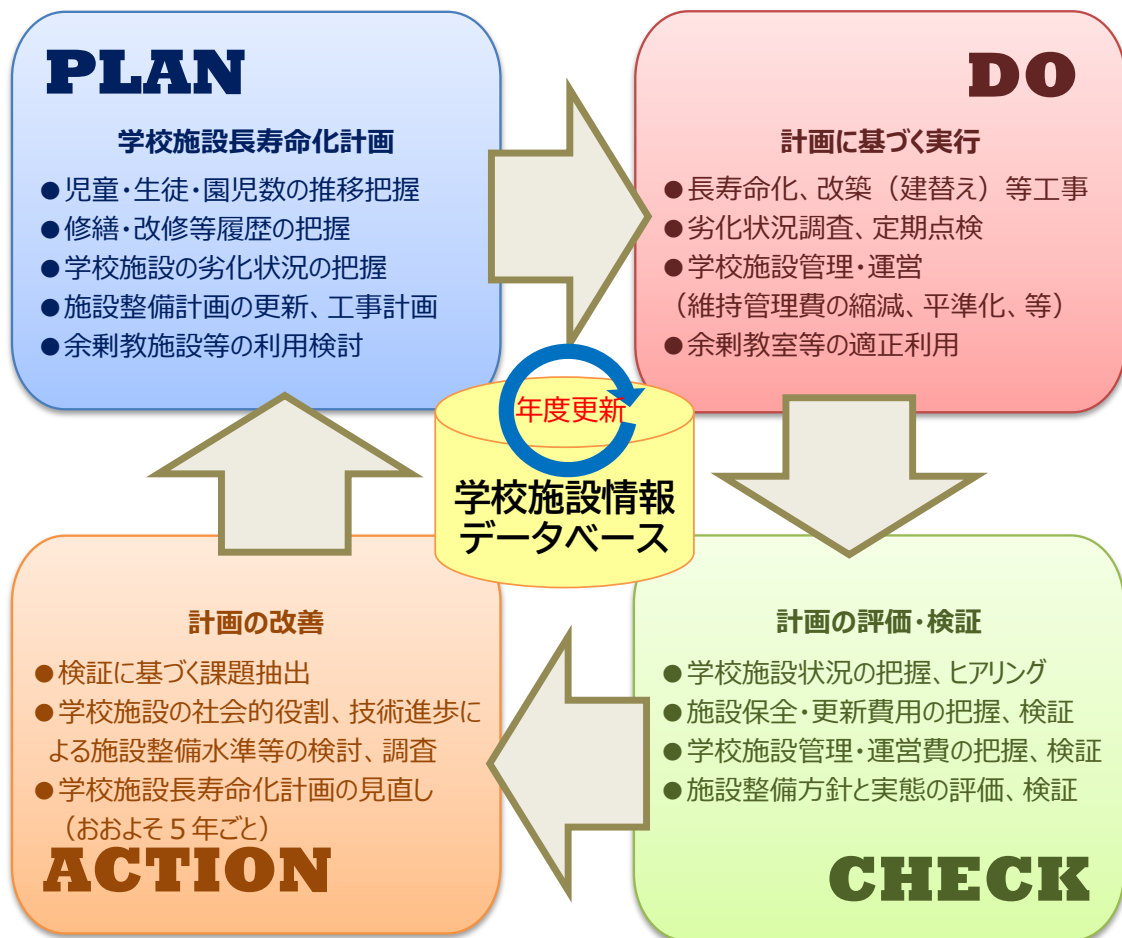 PLAN
学校施設長寿命化計画
●児童・生徒・園児数の推移把握
●修繕・改修等履歴の把握
●学校施設の劣化状況の把握
●施設整備計画の更新、工事計画
●余剰教施設等の利用検討
DO
計画に基づく実行
●長寿命化、改築（建替え）等工事
●劣化状況調査、定期点検
●学校施設管理・運営
（維持管理費の縮減、平準化、等）
●余剰教室等の適正利用
年度更新
学校施設情報
データベース
計画の改善
●検証に基づく課題抽出
●学校施設の社会的役割、技術進歩に
よる施設整備水準等の検討、調査
●学校施設長寿命化計画の見直し
（おおよそ５年ごと）
ACTION
計画の評価・検証
●学校施設状況の把握、ヒアリング
●施設保全・更新費用の把握、検証
●学校施設管理・運営費の把握、検証
●施設整備方針と実態の評価、検証
CHECK